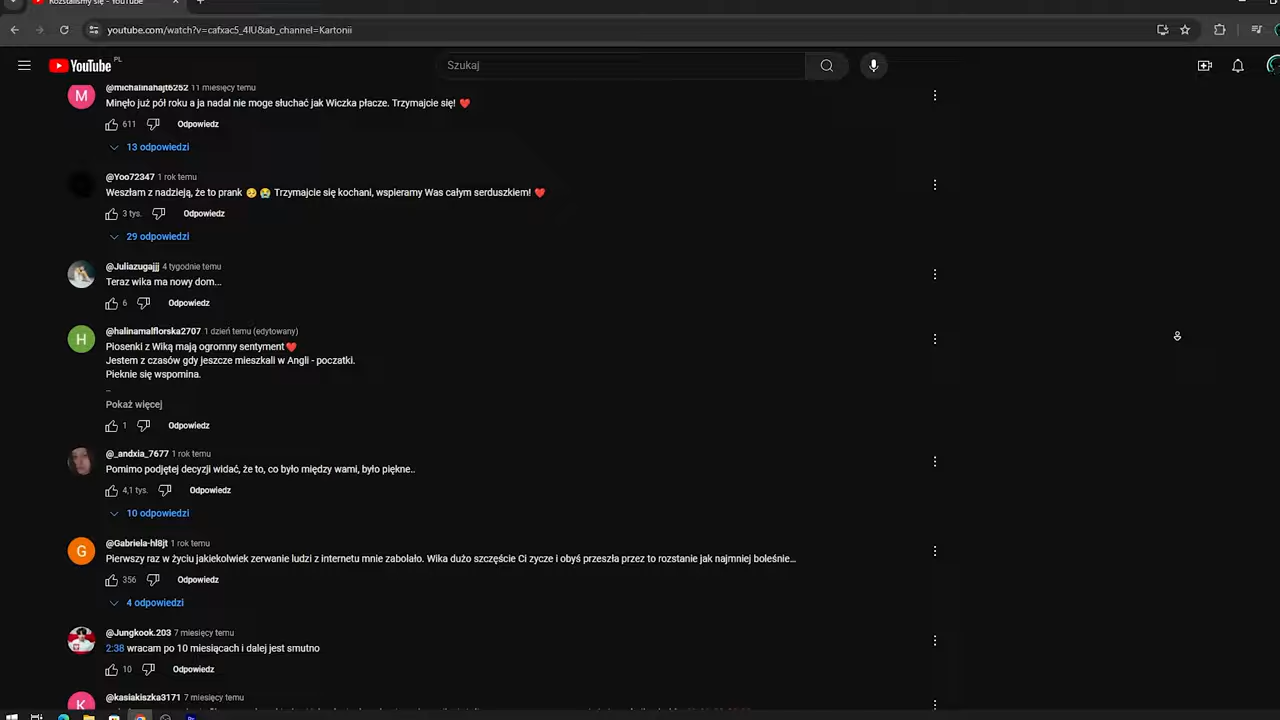 Rozstaliśmy się - YouTube
youtube.com/watch?v=cafxac5_4IU&ab_channel=Kartonii
YouTube PL
Szukaj
@michalinahajt6252 11 miesięcy temu
Minęło już pół roku a ja nadal nie moge słuchać jak Wiczka płacze. Trzymajcie się! ❤️
611 Odpowiedz
13 odpowiedzi
@Yoo72347 1 rok temu
Weszłam z nadzieją, że to prank 🥺😭 Trzymajcie się kochani, wspieramy Was całym serduszkiem! ❤️
3 tys. Odpowiedz
29 odpowiedzi
@Juliazugajjj 4 tygodnie temu
Teraz wika ma nowy dom...
6 Odpowiedz
@halinamalflorska2707 1 dzień temu (edytowany)
Piosenki z Wiką mają ogromny sentyment❤️
Jestem z czasów gdy jeszcze mieszkali w Angli - poczatki.
Pieknie się wspomina.
..
Pokaż więcej
1 Odpowiedz
@_andxia_7677 1 rok temu
Pomimo podjętej decyzji widać, że to, co było między wami, było piękne..
4,1 tys. Odpowiedz
10 odpowiedzi
@Gabriela-hl8jt 1 rok temu
Pierwszy raz w życiu jakiekolwiek zerwanie ludzi z internetu mnie zabolało. Wika dużo szczęście Ci zycze i obyś przeszła przez to rozstanie jak najmniej boleśnie...
356 Odpowiedz
4 odpowiedzi
@Jungkook.203 7 miesięcy temu
2:38 wracam po 10 miesiącach i dalej jest smutno
10 Odpowiedz
@kasiakiszka3171 7 miesięcy temu